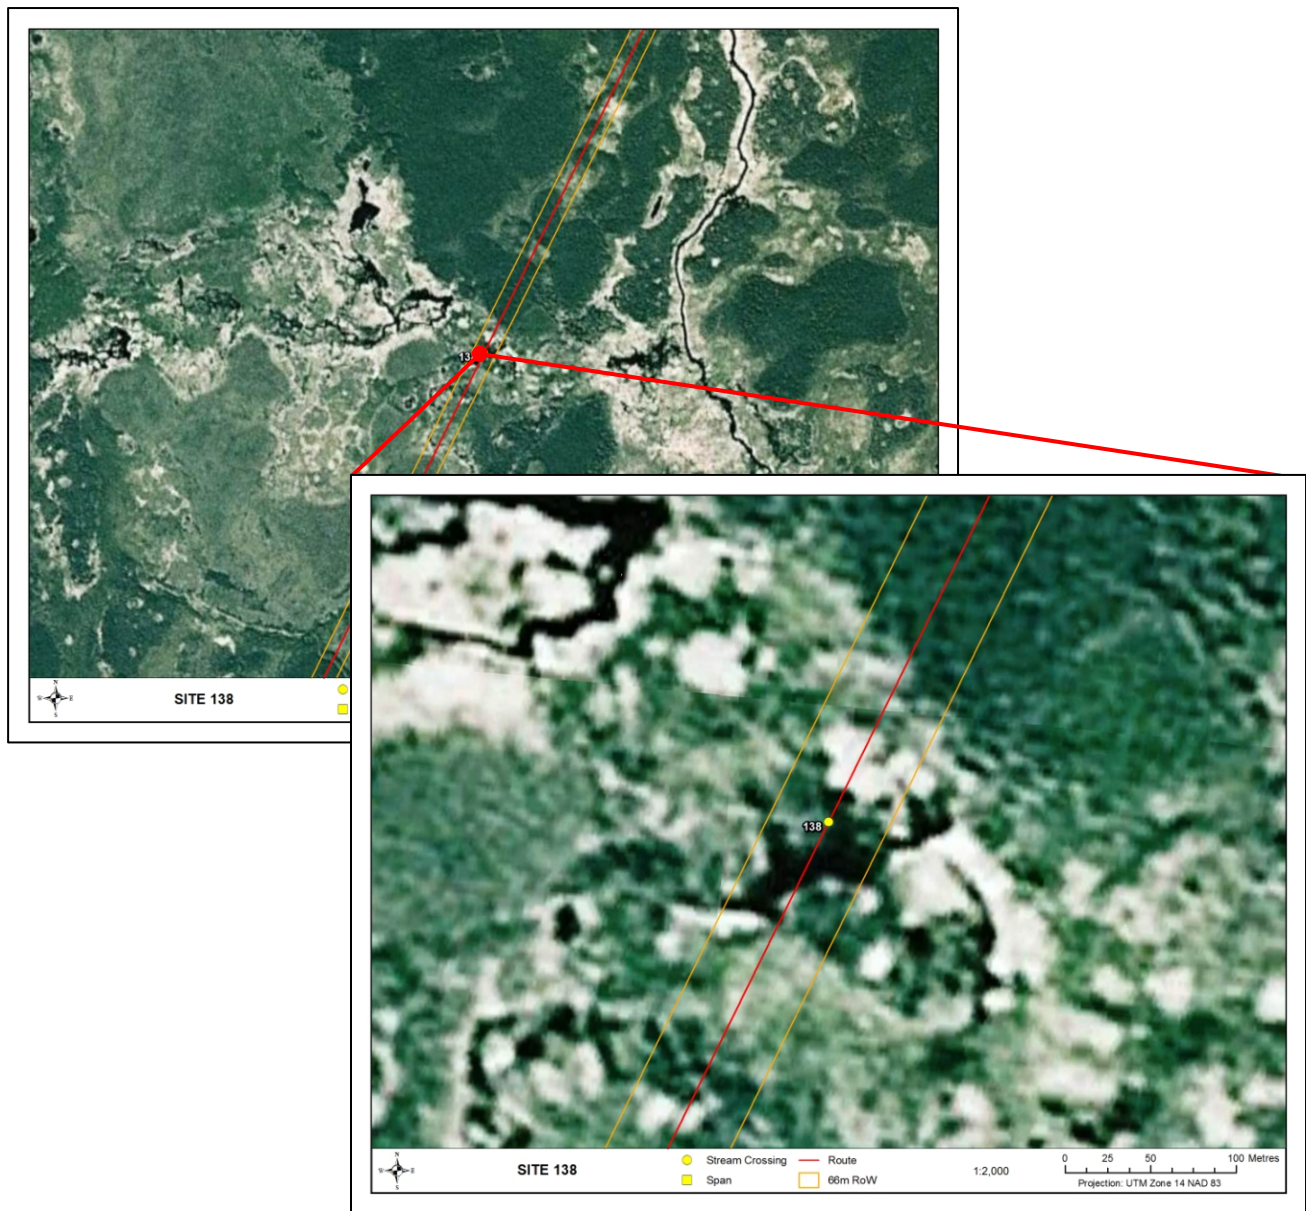 13
N
W E
S
SITE 138
138
N
W E
S
SITE 138
Stream Crossing
Route
Span
66m RoW
1:2,000
0 25 50 100 Metres
Projection: UTM Zone 14 NAD 83